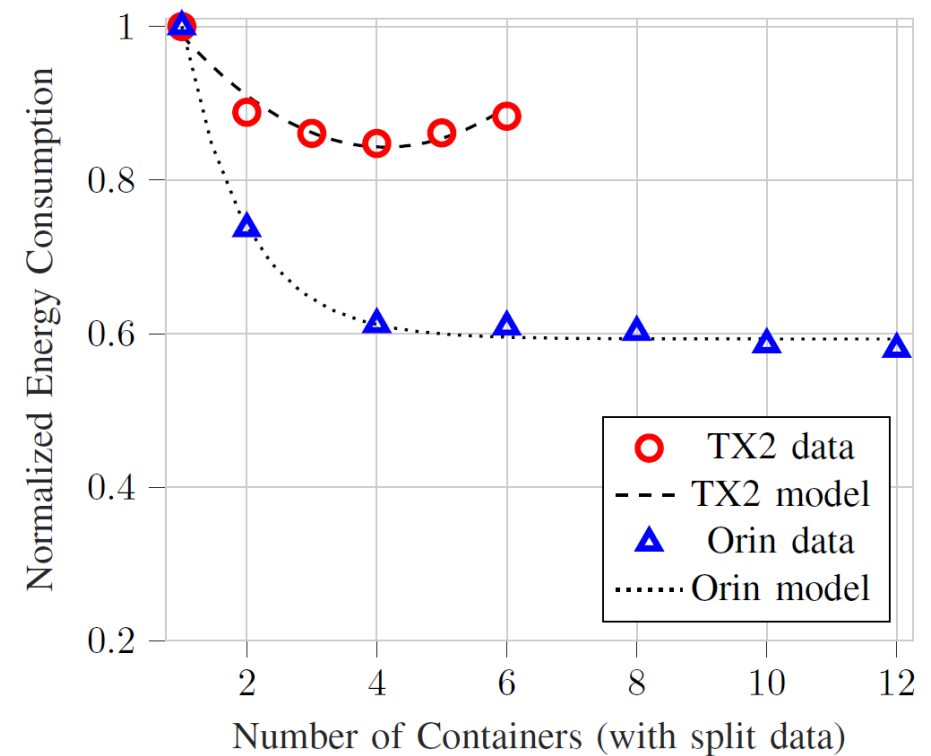 Normalized Energy Consumption
1
0.8
0.6
0.4
0.2
TX2 data
TX2 model
Orin data
Orin model
2 4 6 8 10 12
Number of Containers (with split data)